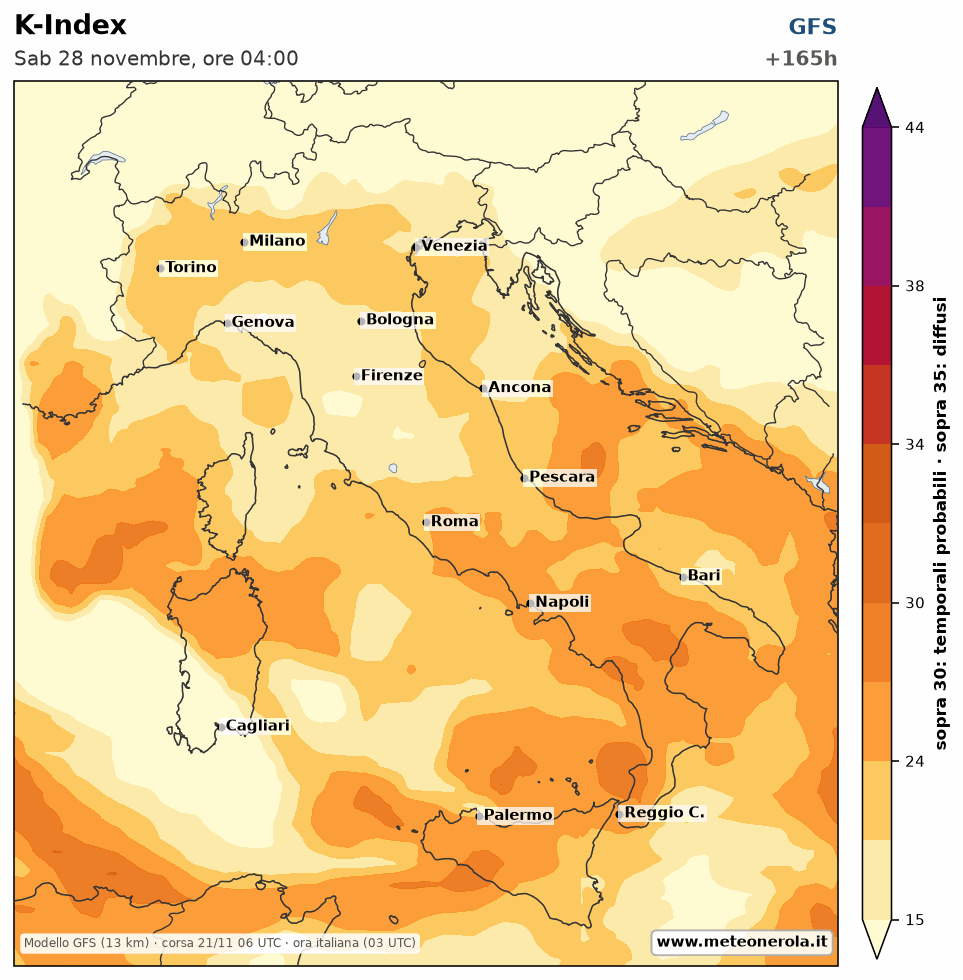 K-Index
GFS
Sab 28 novembre, ore 04:00
+165h
44
38
34
30
24
15
sopra 30: temporali probabili · sopra 35: diffusi
Milano
Venezia
Torino
Genova
Bologna
Firenze
Ancona
Pescara
Roma
Bari
Napoli
Cagliari
Palermo
Reggio C.
Modello GFS (13 km) · corsa 21/11 06 UTC · ora italiana (03 UTC)
www.meteonerola.it